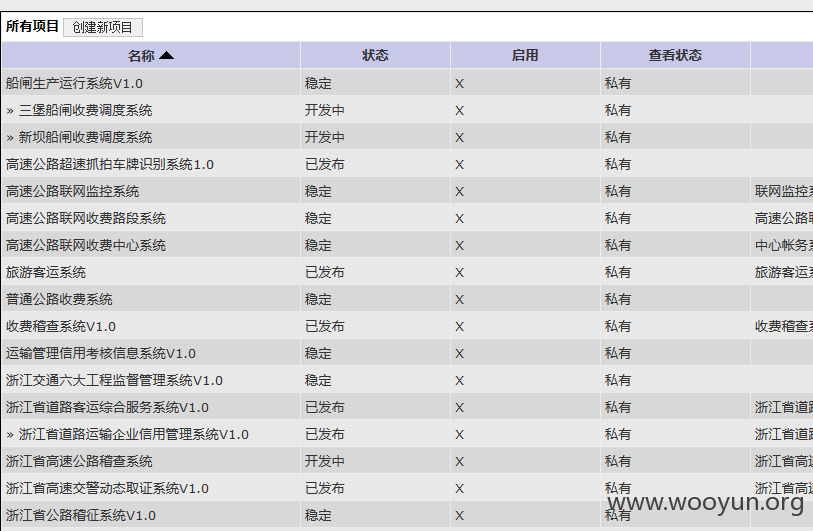 所有项目 创建新项目
名称 状态 启用 查看状态
船闸生产运行系统V1.0 稳定 X 私有
» 三堡船闸收费调度系统 开发中 X 私有
» 新坝船闸收费调度系统 开发中 X 私有
高速公路超速抓拍车牌识别系统1.0 已发布 X 私有
高速公路联网监控系统 稳定 X 私有 联网监控系
高速公路联网收费路段系统 稳定 X 私有 高速公路联
高速公路联网收费中心系统 稳定 X 私有 中心帐务系
旅游客运系统 已发布 X 私有 旅游客运系
普通公路收费系统 稳定 X 私有
收费稽查系统V1.0 已发布 X 私有 收费稽查系
运输管理信用考核信息系统V1.0 稳定 X 私有
浙江交通六大工程监督管理系统V1.0 稳定 X 私有
浙江省道路客运综合服务系统V1.0 已发布 X 私有 浙江省道路
» 浙江省道路运输企业信用管理系统V1.0 已发布 X 私有 浙江省道路
浙江省高速公路稽查系统 开发中 X 私有 浙江省高速
浙江省高速交警动态取证系统V1.0 已发布 X 私有 浙江省高速
浙江省公路稽征系统V1.0 稳定 X 私有
www.wooyun.org